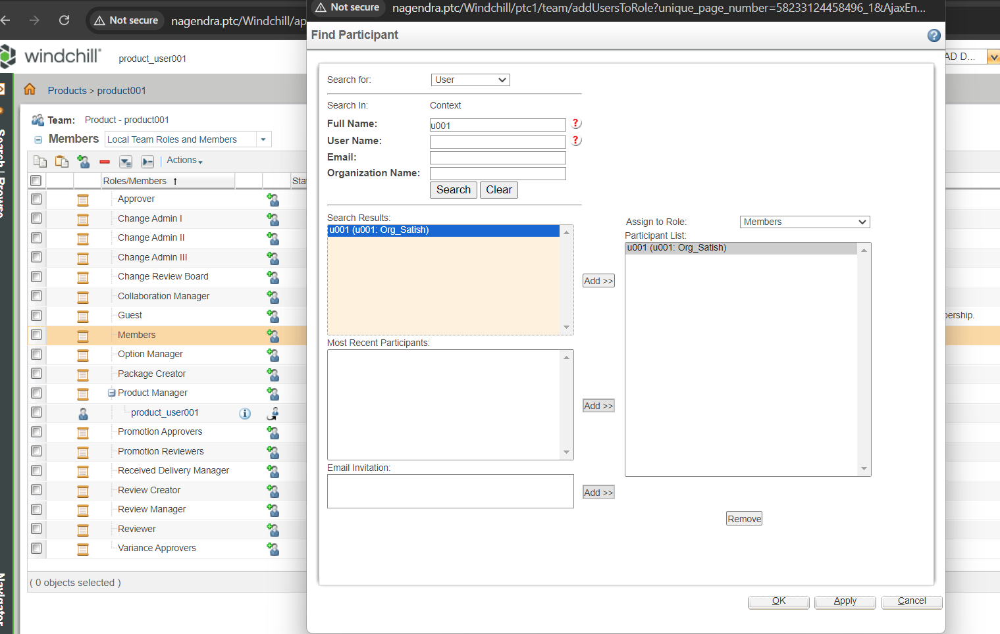 Not secure
nagendra.ptc/Windchill/ap
windchill
product_user001
Products > product001
Team: Product - product001
Members Local Team Roles and Members
Actions
Roles/Members ↑ Sta
Approver
Change Admin I
Change Admin II
Change Admin III
Change Review Board
Collaboration Manager
Guest
Members
Option Manager
Package Creator
Product Manager
product_user001
Promotion Approvers
Promotion Reviewers
Received Delivery Manager
Review Creator
Review Manager
Reviewer
Variance Approvers
( 0 objects selected )
Search | Browse
Navigator
Not secure nagendra.ptc/Windchill/ptc1/team/addUsersToRole?unique_page_number=58233124458496_1&AjaxEn...
Find Participant
Search for: User
Search In: Context
Full Name: u001
User Name:
Email:
Organization Name:
Search Clear
Search Results:
u001 (u001: Org_Satish)
Add >>
Most Recent Participants:
Add >>
Email Invitation:
Add >>
Assign to Role: Members
Participant List:
u001 (u001: Org_Satish)
Remove
OK Apply Cancel
AD D...
pership.